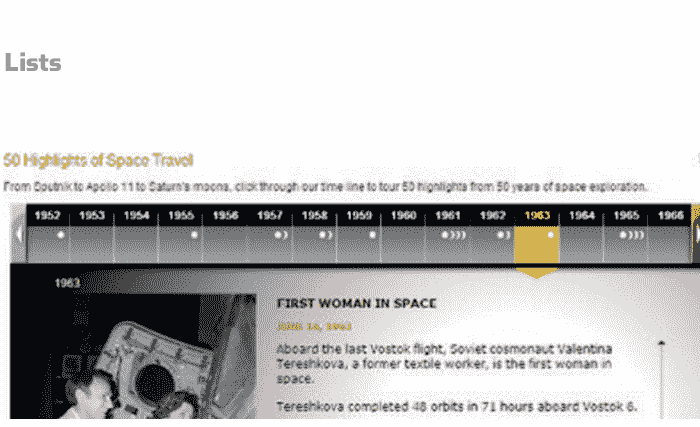 Lists
50 Highlights of Space Travel
From Sputnik to Apollo 11 to Saturn's moons, click through our time line to tour 50 highlights from 50 years of space exploration.
1952 1953 1954 1955 1956 1957 1958 1959 1960 1961 1962 1963 1964 1965 1966
1963
FIRST WOMAN IN SPACE
Aboard the last Vostok flight, Soviet cosmonaut Valentina
Tereshkova, a former textile worker, is the first woman in
space.
Tereshkova completed 48 orbits in 71 hours aboard Vostok 6.